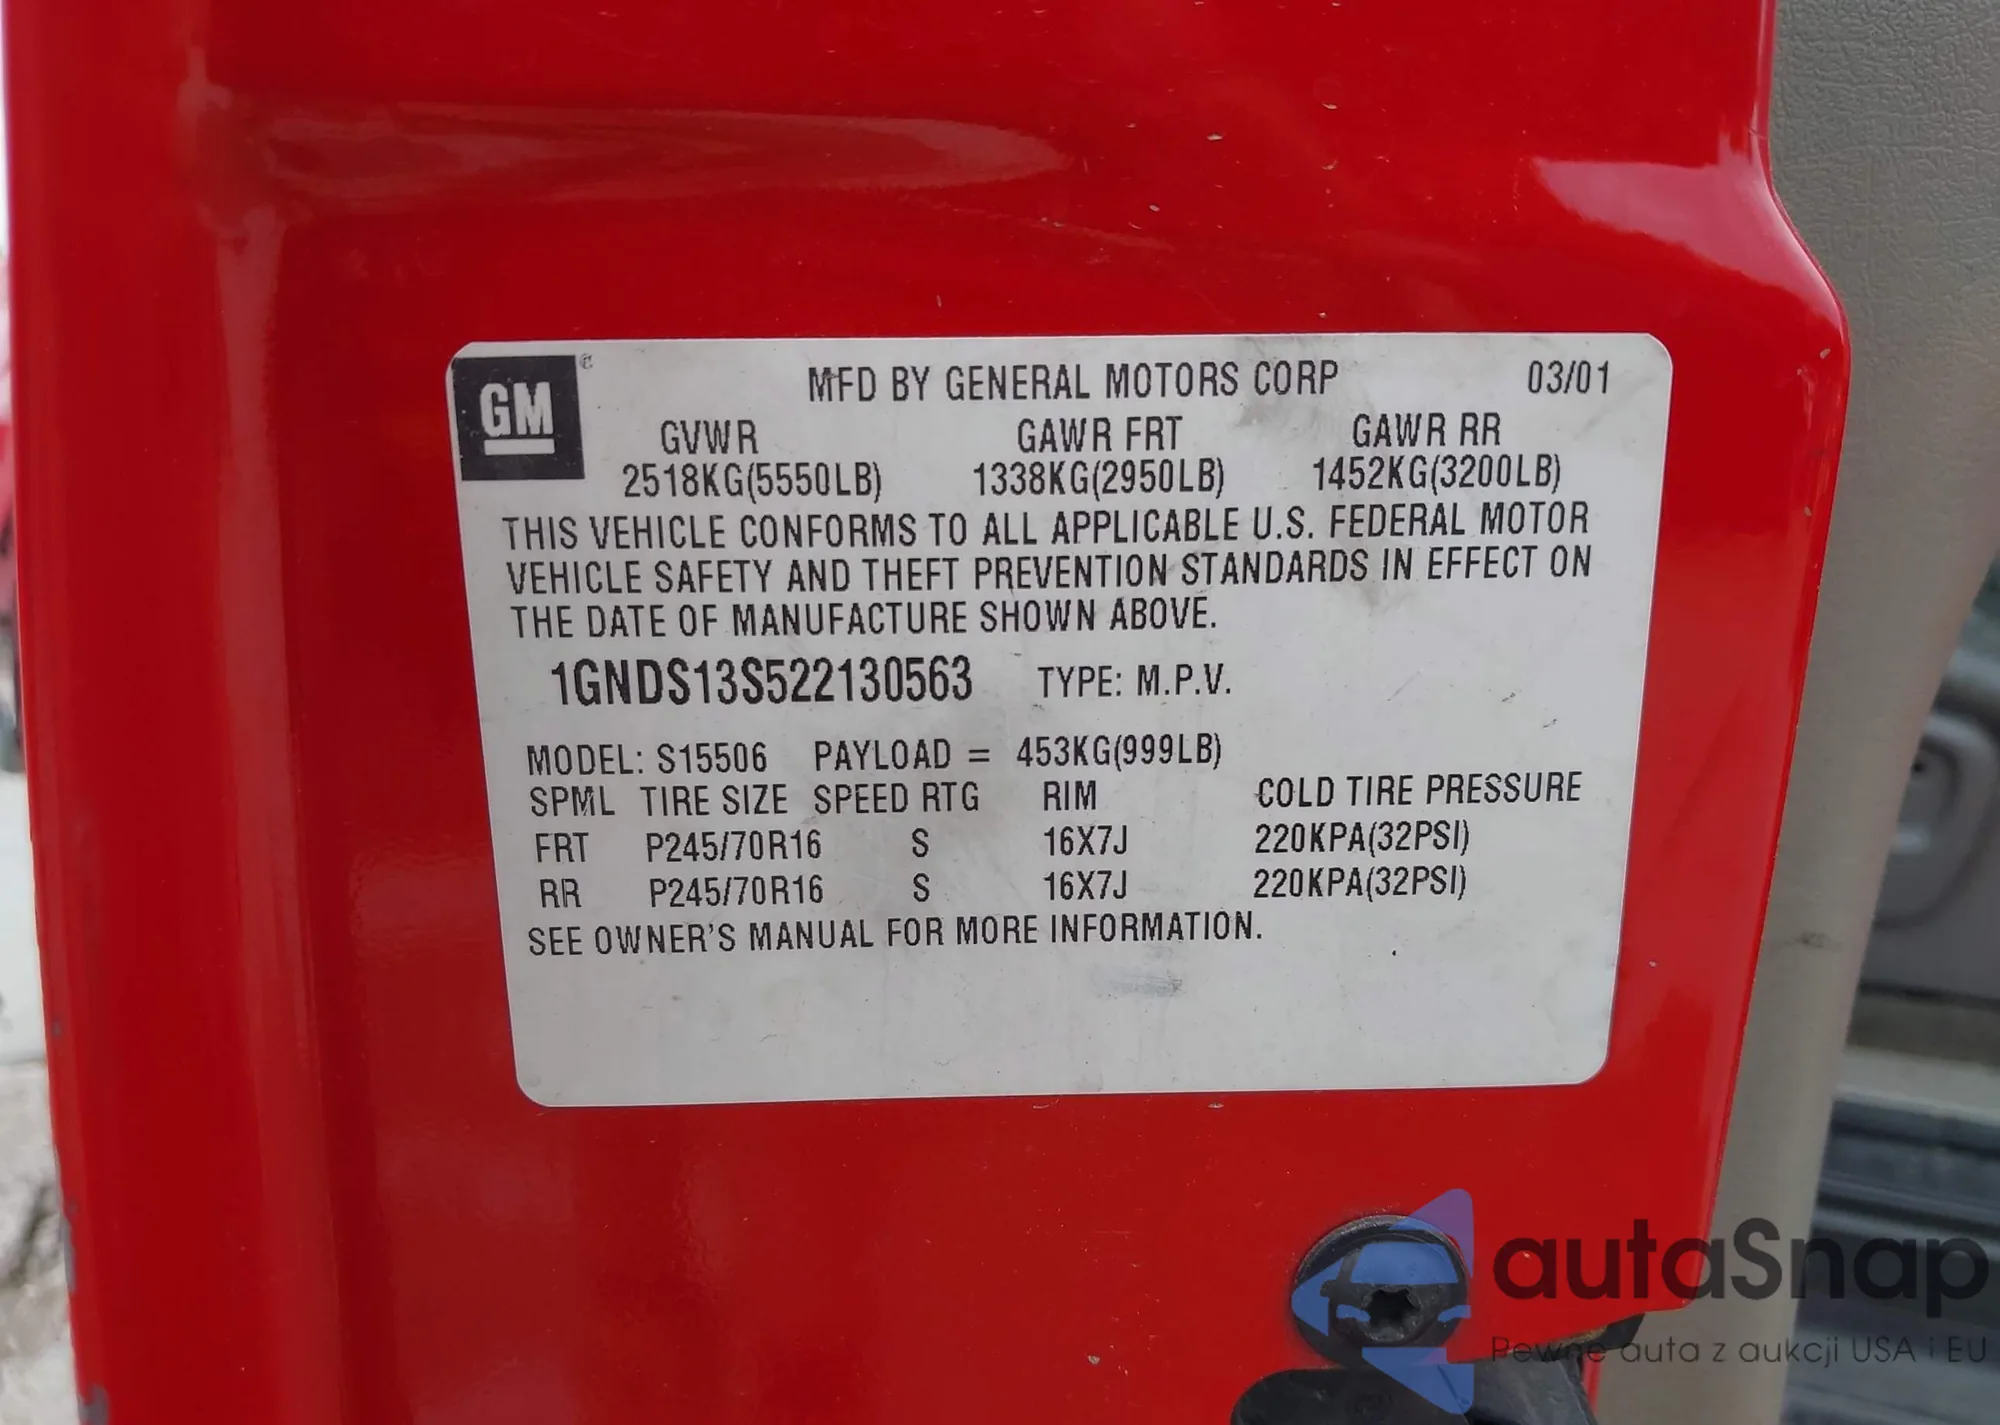 GM ®
MFD BY GENERAL MOTORS CORP 03/01
GVWR GAWR FRT GAWR RR
2518KG(5550LB) 1338KG(2950LB) 1452KG(3200LB)
THIS VEHICLE CONFORMS TO ALL APPLICABLE U.S. FEDERAL MOTOR
VEHICLE SAFETY AND THEFT PREVENTION STANDARDS IN EFFECT ON
THE DATE OF MANUFACTURE SHOWN ABOVE.
1GNDS13S522130563 TYPE: M.P.V.
MODEL: S15506 PAYLOAD = 453KG(999LB)
SPML TIRE SIZE SPEED RTG RIM COLD TIRE PRESSURE
FRT P245/70R16 S 16X7J 220KPA(32PSI)
RR P245/70R16 S 16X7J 220KPA(32PSI)
SEE OWNER'S MANUAL FOR MORE INFORMATION.
autaSnap
Pewne auta z aukcji USA i EU